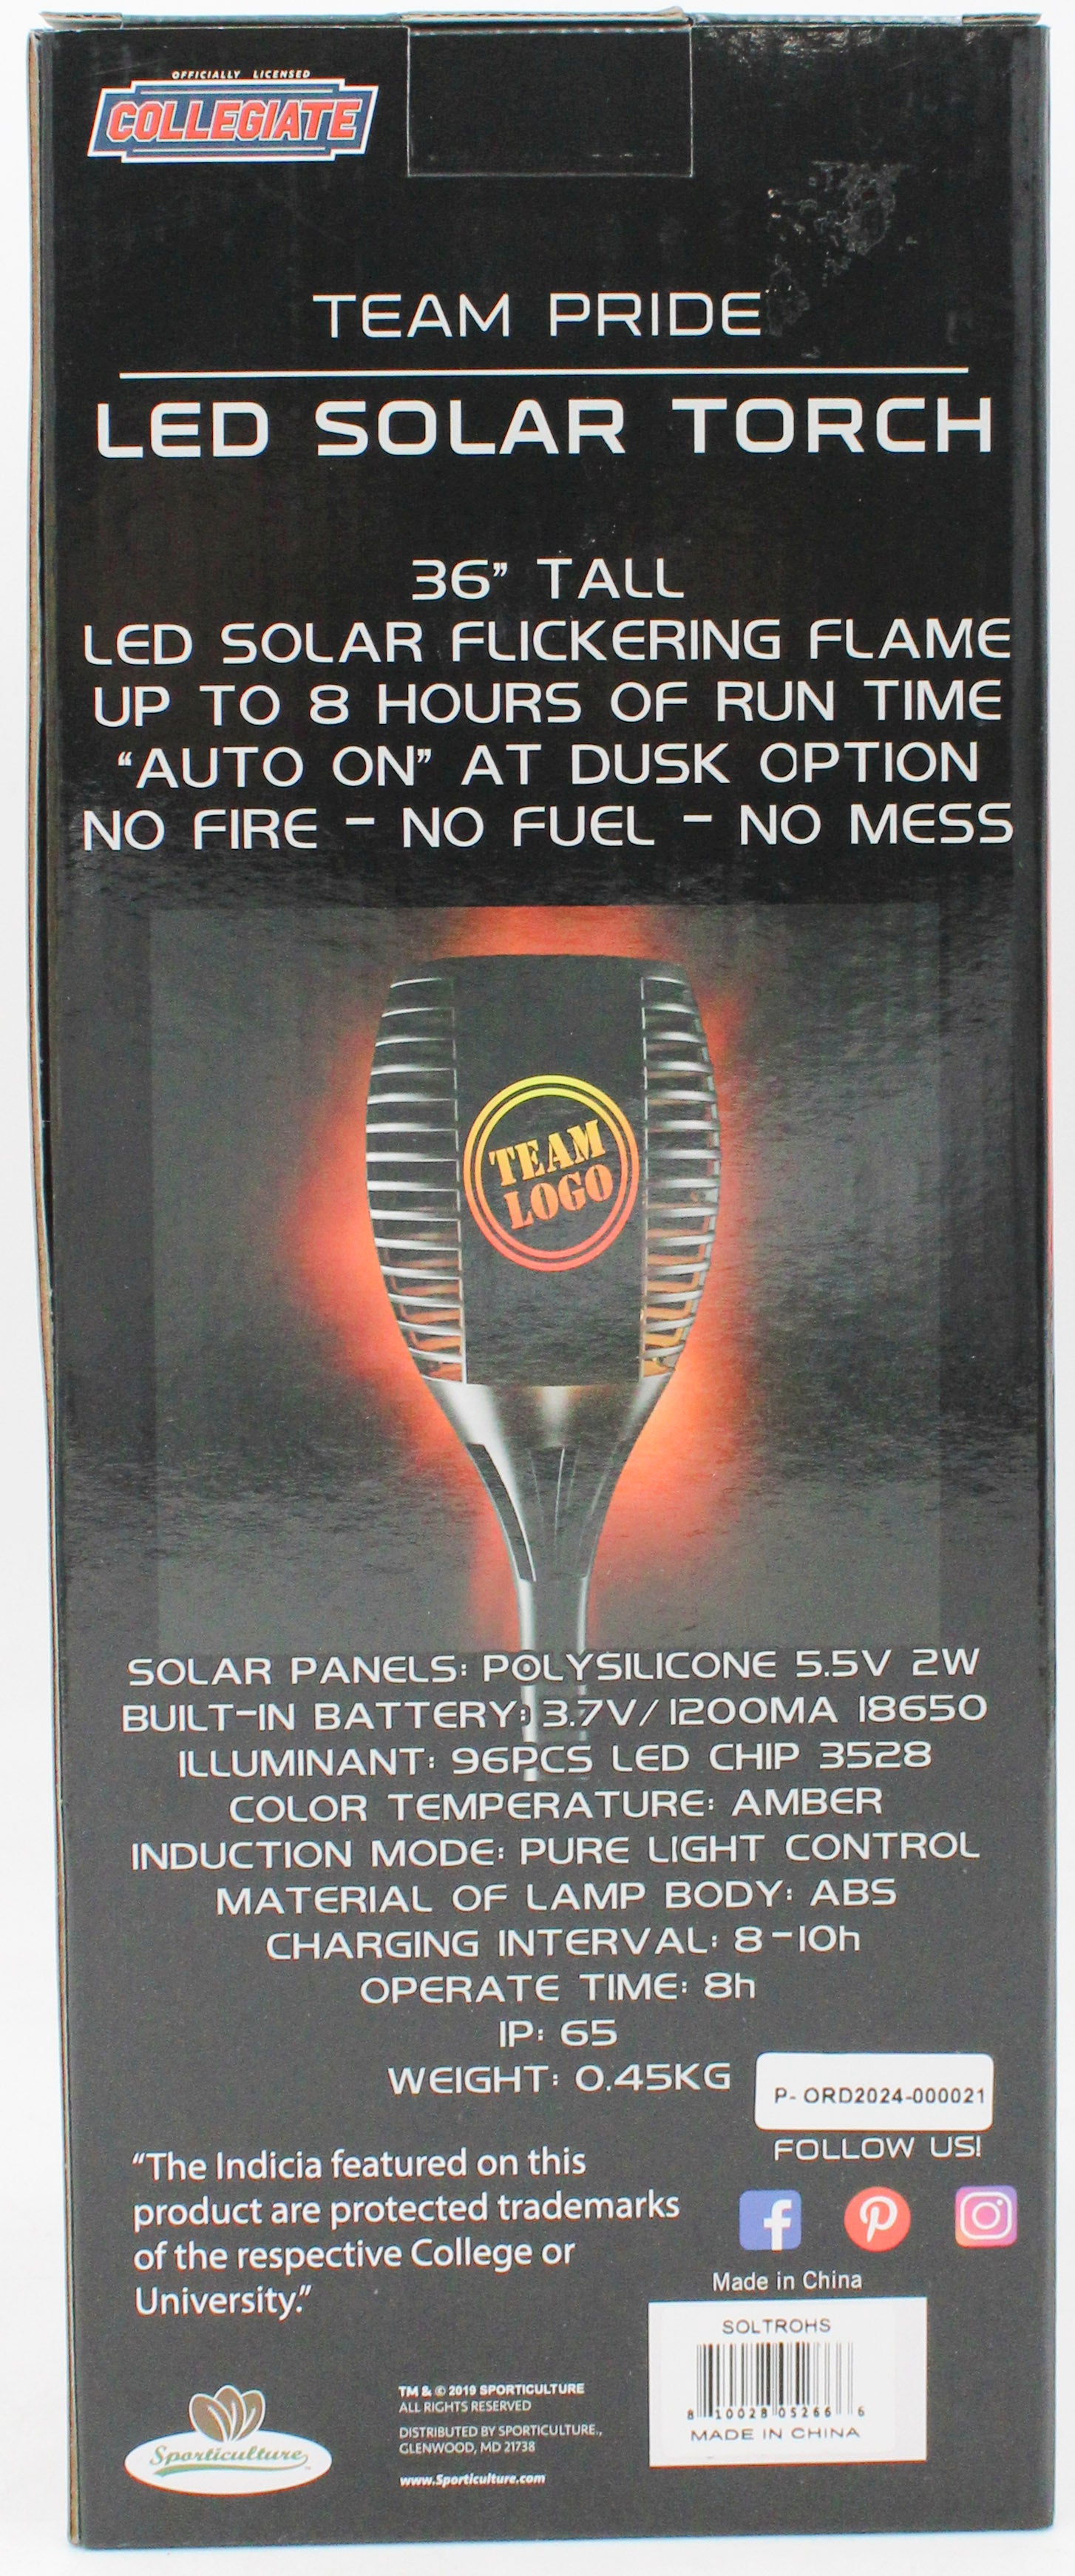 OFFICIALLY LICENSED
COLLEGIATE
TEAM PRIDE
LED SOLAR TORCH
36” TALL
LED SOLAR FLICKERING FLAME
UP TO 8 HOURS OF RUN TIME
“AUTO ON” AT DUSK OPTION
NO FIRE - NO FUEL - NO MESS
TEAM
LOGO
SOLAR PANELS: POLYSILICONE 5.5V 2W
BUILT-IN BATTERY: 3.7V/1200MA 18650
ILLUMINANT: 96PCS LED CHIP 3528
COLOR TEMPERATURE: AMBER
INDUCTION MODE: PURE LIGHT CONTROL
MATERIAL OF LAMP BODY: ABS
CHARGING INTERVAL: 8-10h
OPERATE TIME: 8h
IP: 65
WEIGHT: 0.45KG
P- ORD2024-000021
FOLLOW US!
“The Indicia featured on this
product are protected trademarks
of the respective College or
University.”
Made in China
SOLTROHS
8 10028 05266 6
MADE IN CHINA
Sporticulture
TM & © 2019 SPORTICULTURE
ALL RIGHTS RESERVED
DISTRIBUTED BY SPORTICULTURE.,
GLENWOOD, MD 21738
www.Sporticulture.com